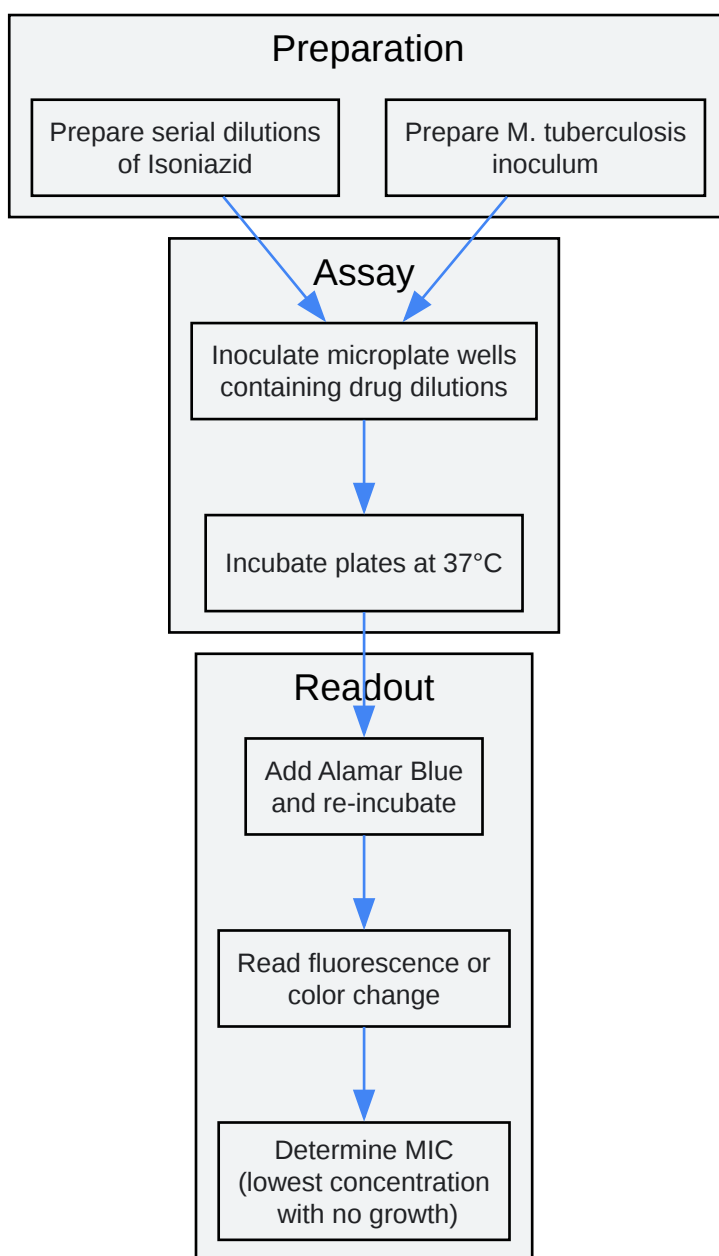 Preparation
Prepare serial dilutions
of Isoniazid
Prepare M. tuberculosis
inoculum
Assay
Inoculate microplate wells
containing drug dilutions
Incubate plates at 37°C
Readout
Add Alamar Blue
and re-incubate
Read fluorescence or
color change
Determine MIC
(lowest concentration
with no growth)